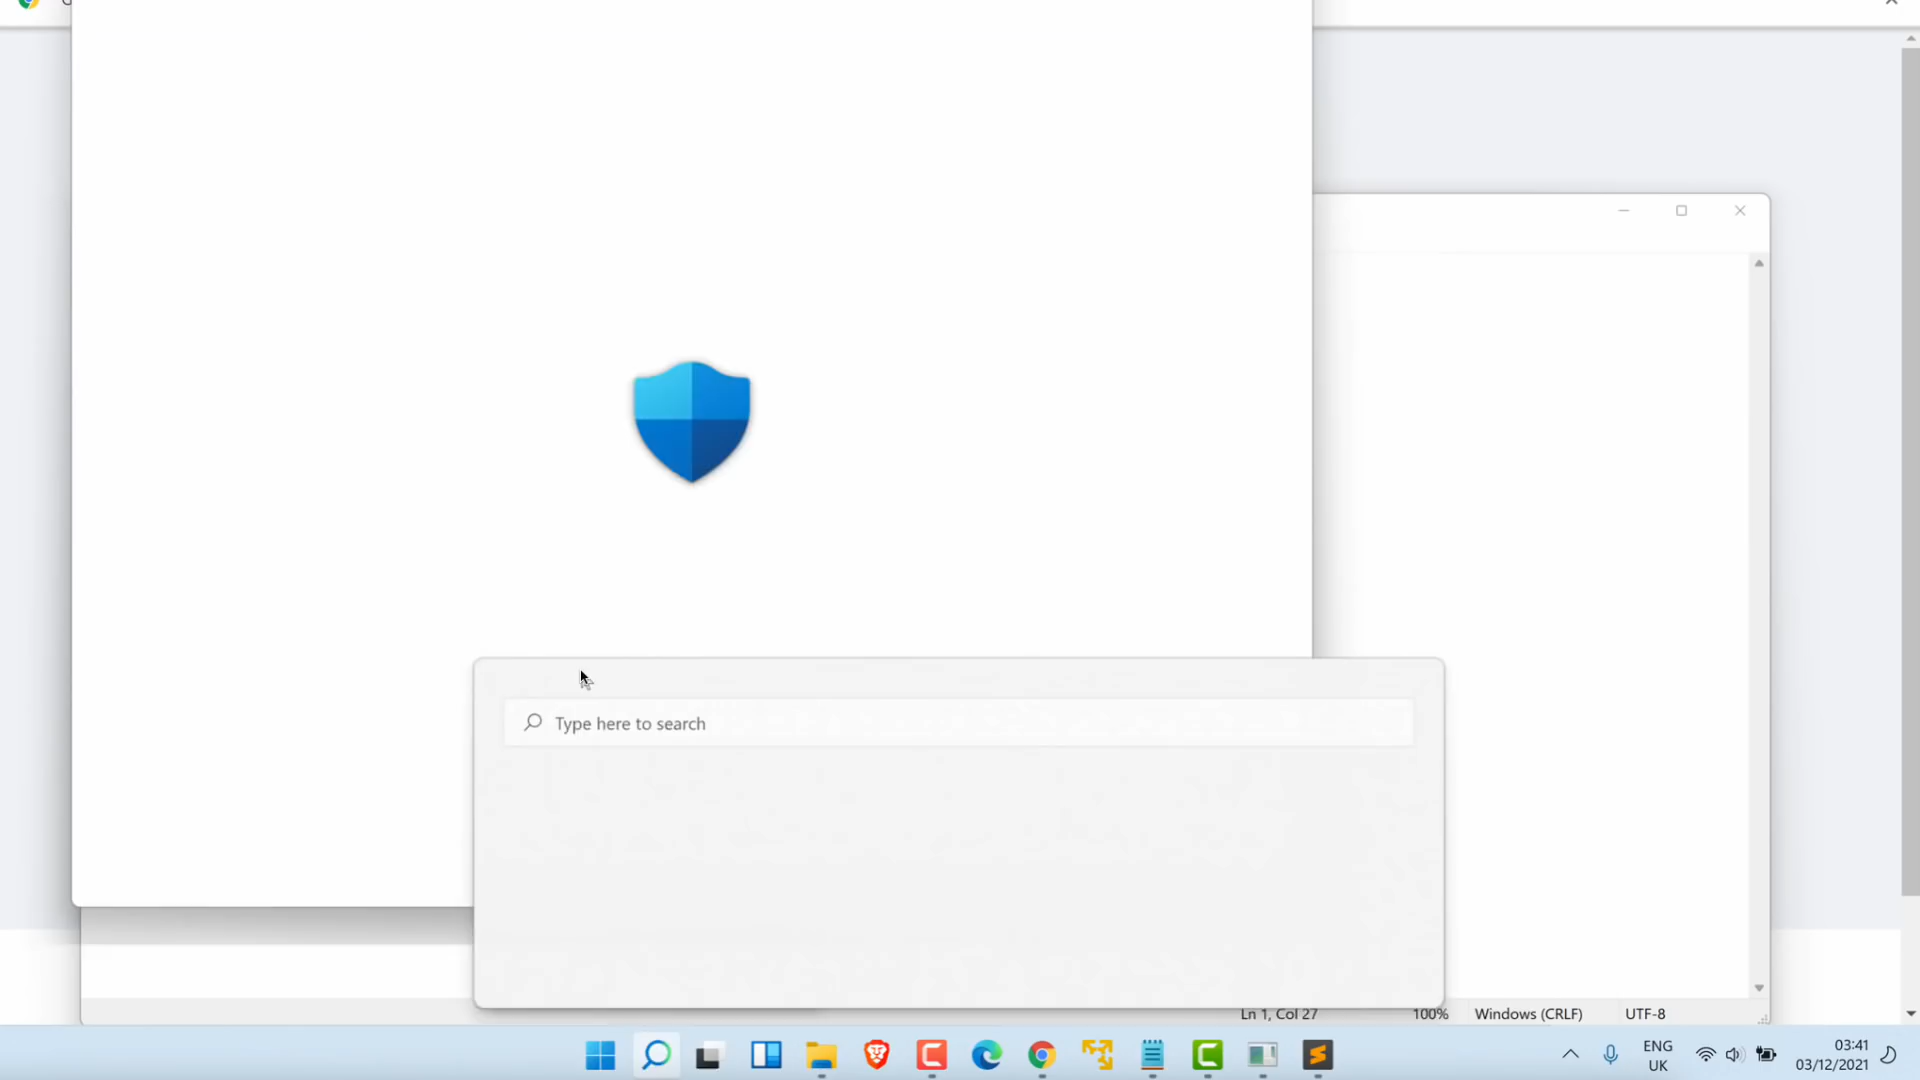 Type here to search
Ln 1, Col 27
100%
Windows (CRLF)
UTF-8
ENG
UK
03:41
03/12/2021